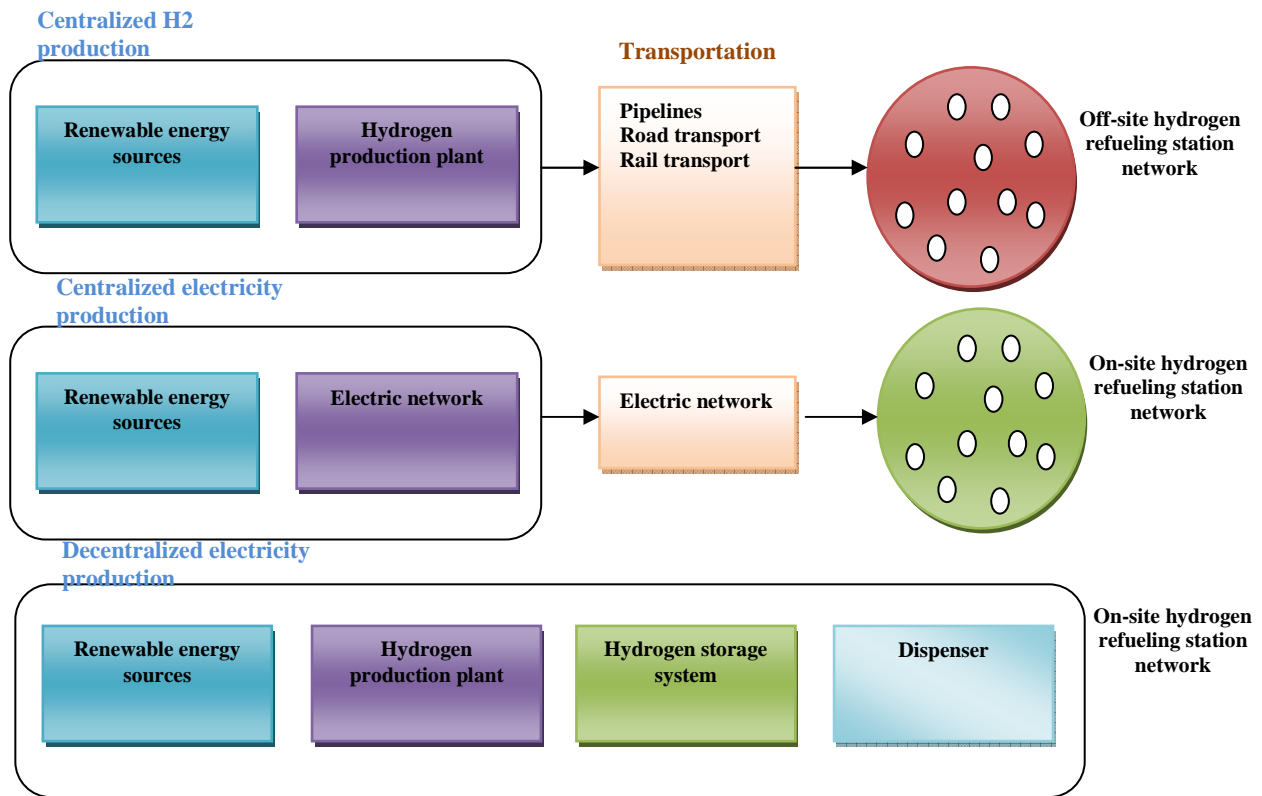 Centralized H2
production
Transportation
Renewable energy
sources
Hydrogen
production plant
Pipelines
Road transport
Rail transport
Off-site hydrogen
refueling station
network
Centralized electricity
production
Renewable energy
sources
Electric network
Electric network
On-site hydrogen
refueling station
network
Decentralized electricity
production
Renewable energy
sources
Hydrogen
production plant
Hydrogen storage
system
Dispenser
On-site hydrogen
refueling station
network